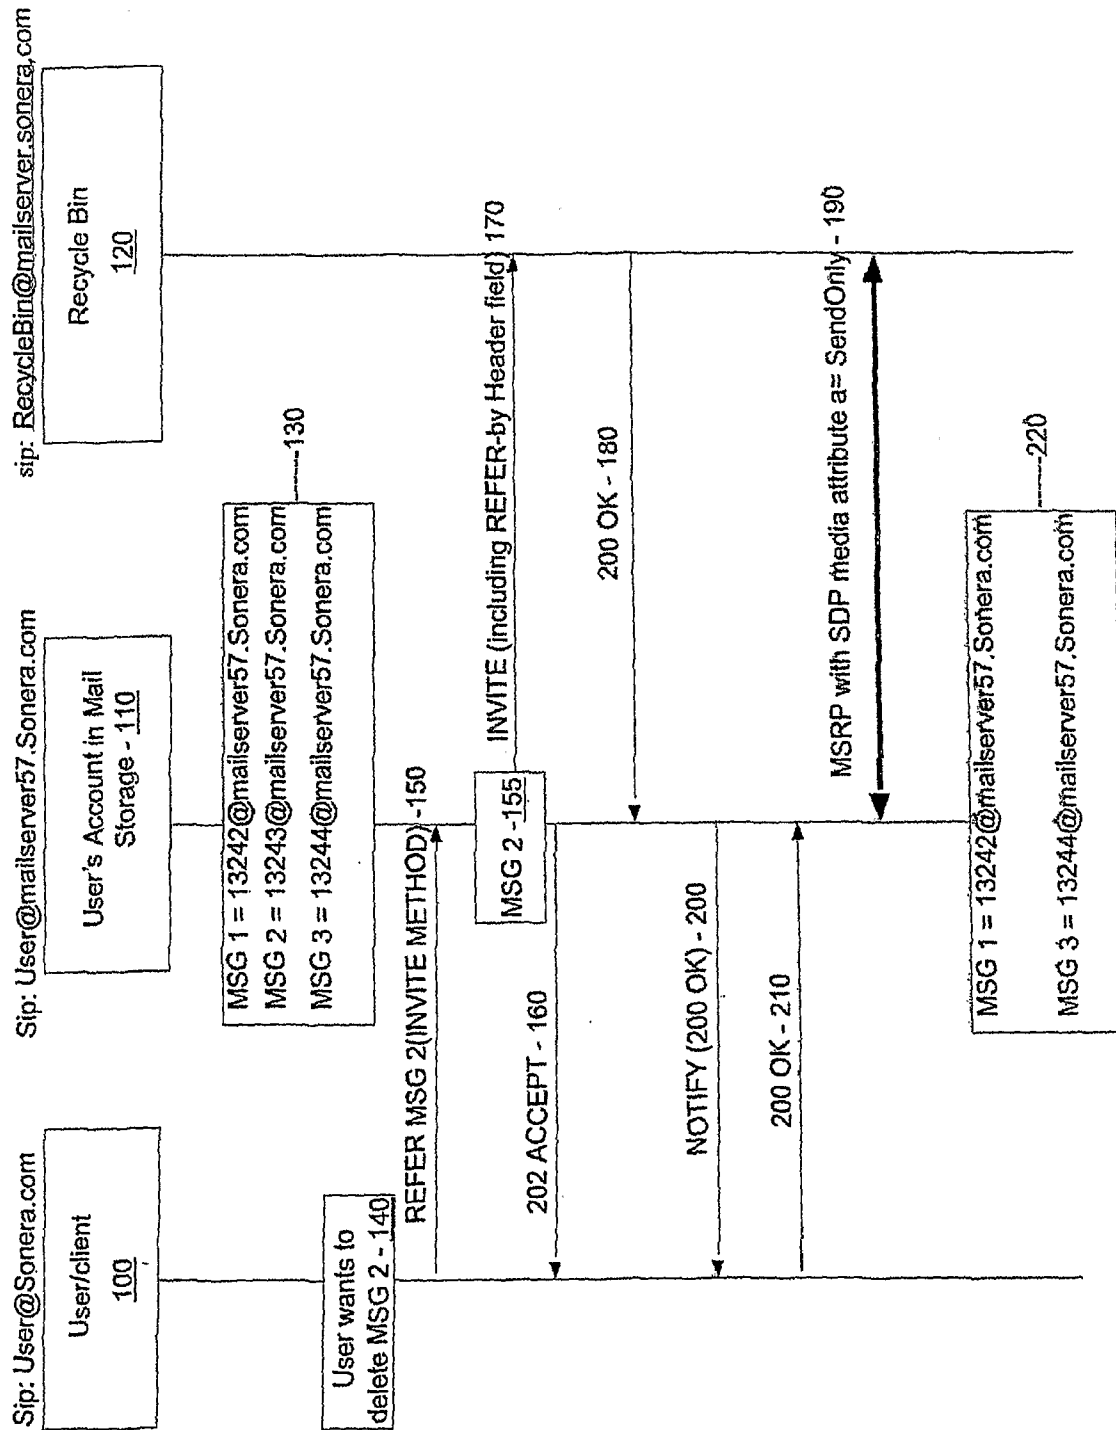 Sip: User@Sonera.com
Sip: User@mailserver57.Sonera.com
sip: RecycleBin@mailserver.sonera.com
User/client
100
User's Account in Mail
Storage - 110
Recycle Bin
120
MSG 1 = 13242@mailserver57.Sonera.com
MSG 2 = 13243@mailserver57.Sonera.com
MSG 3 = 13244@mailserver57.Sonera.com
130
User wants to
delete MSG 2 - 140
REFER MSG 2(INVITE METHOD) -150
MSG 2 -155
INVITE (including REFER-by Header field) 170
202 ACCEPT - 160
200 OK - 180
NOTIFY (200 OK) - 200
200 OK - 210
MSRP with SDP media attribute a= SendOnly - 190
MSG 1 = 13242@mailserver57.Sonera.com
MSG 3 = 13244@mailserver57.Sonera.com
220